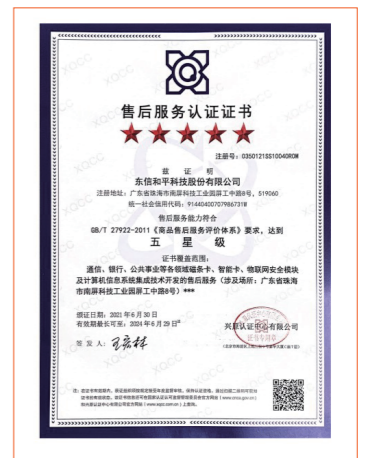 售后服务认证证书
注册号：0350121SS10040R0M
兹 证 明
东信和平科技股份有限公司
注册地址：广东省珠海市南屏科技工业园屏工中路8号，519060
统一社会信用代码：91440400707986731W
售后服务能力符合
GB/T 27922-2011《商品售后服务评价体系》要求，达到
五 星 级
证书覆盖范围：
通信、银行、公共事业等各领域磁条卡、智能卡、物联网安全模块
及计算机信息系统集成技术开发的售后服务（涉及场所：广东省珠海
市南屏科技工业园屏工中路8号）***
颁证日期：2021年6月30日
有效期最长可至：2024年6月29日
兴原认证中心有限公司
签 发 人：
证书专用章